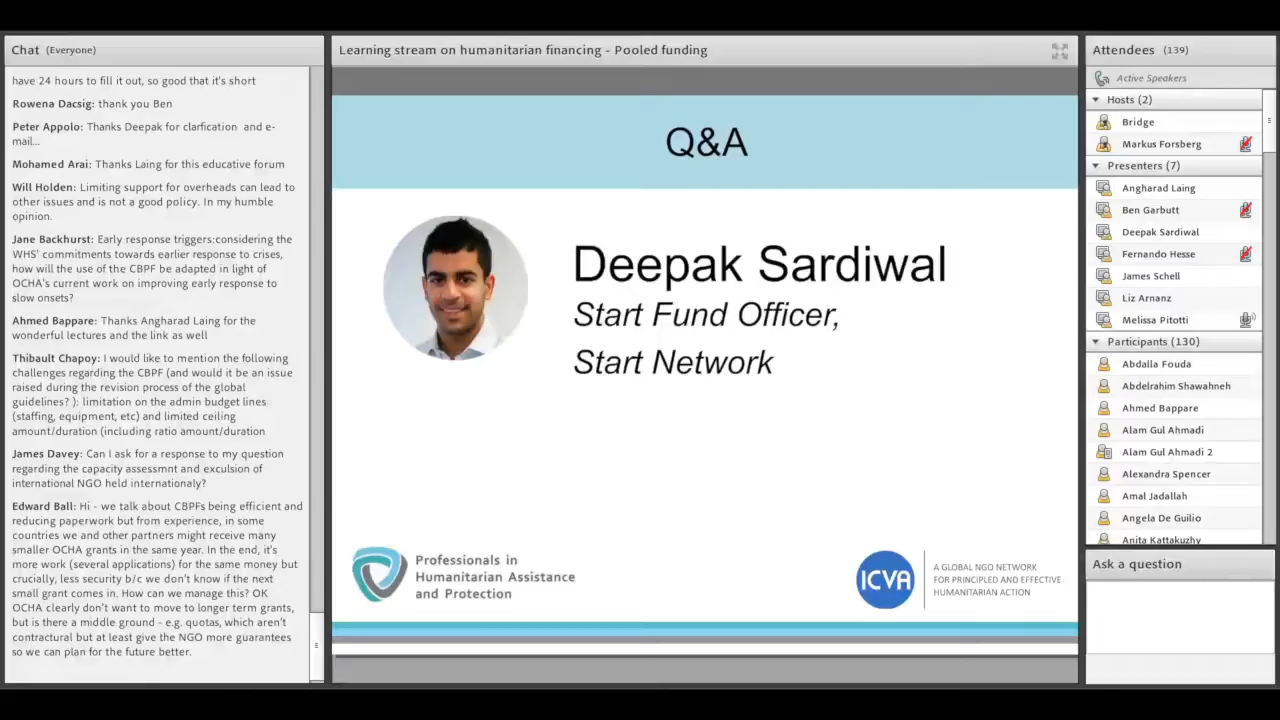 Chat (Everyone)
have 24 hours to fill it out, so good that it's short
Rowena Dacsig: thank you Ben
Peter Appolo: Thanks Deepak for clarfication and e-
mail...
Mohamed Arai: Thanks Laing for this educative forum
Will Holden: Limiting support for overheads can lead to
other issues and is not a good policy. In my humble
opinion.
Jane Backhurst: Early response triggers:considering the
WHS' commitments towards earlier response to crises,
how will the use of the CBPF be adapted in light of
OCHA's current work on improving early response to
slow onsets?
Ahmed Bappare: Thanks Angharad Laing for the
wonderful lectures and the link as well
Thibault Chapoy: I would like to mention the following
challenges regarding the CBPF (and would it be an issue
raised during the revision process of the global
guidelines? ): limitation on the admin budget lines
(staffing, equipment, etc) and limited ceiling
amount/duration (including ratio amount/duration
James Davey: Can I ask for a response to my question
regarding the capacity assessmnt and exculsion of
international NGO held internationaly?
Edward Ball: Hi - we talk about CBPFs being efficient and
reducing paperwork but from experience, in some
countries we and other partners might receive many
smaller OCHA grants in the same year. In the end, it's
more work (several applications) for the same money but
crucially, less security b/c we don't know if the next
small grant comes in. How can we manage this? OK
OCHA clearly don't want to move to longer term grants,
but is there a middle ground - e.g. quotas, which aren't
contractural but at least give the NGO more guarantees
so we can plan for the future better.
Learning stream on humanitarian financing - Pooled funding
Q&A
Deepak Sardiwal
Start Fund Officer,
Start Network
Professionals in
Humanitarian Assistance
and Protection
ICVA
A GLOBAL NGO NETWORK
FOR PRINCIPLED AND EFFECTIVE
HUMANITARIAN ACTION
Attendees (139)
Active Speakers
Hosts (2)
Bridge
Markus Forsberg
Presenters (7)
Angharad Laing
Ben Garbutt
Deepak Sardiwal
Fernando Hesse
James Schell
Liz Arnanz
Melissa Pitotti
Participants (130)
Abdalla Fouda
Abdelrahim Shawahneh
Ahmed Bappare
Alam Gul Ahmadi
Alam Gul Ahmadi 2
Alexandra Spencer
Amal Jadallah
Angela De Guilio
Anita Kattakuzhy
Ask a question